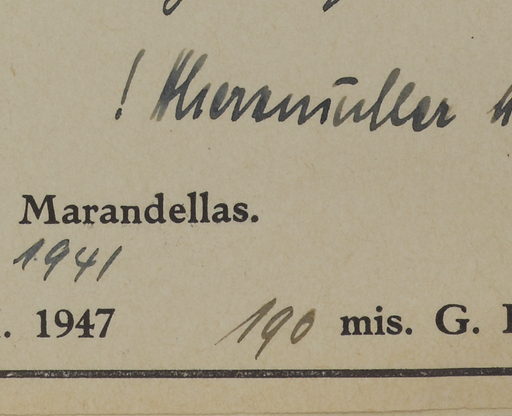 Marandellas.
1941
. 1947 190 mis. G.